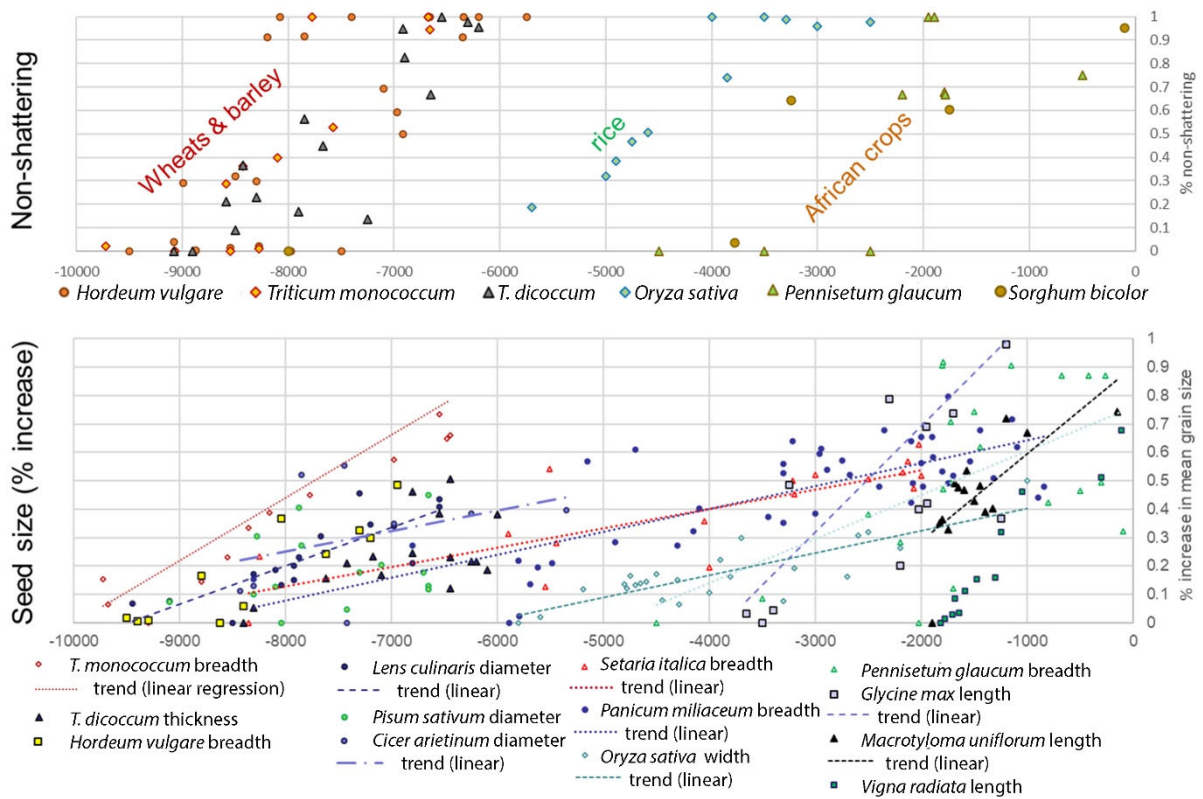 Non-shattering
Wheats & barley
rice
African crops
1
0.9
0.8
0.7
0.6
0.5
0.4
0.3
0.2
0.1
0
% non-shattering
-10000 -9000 -8000 -7000 -6000 -5000 -4000 -3000 -2000 -1000 0
Hordeum vulgare Triticum monococcum T. dicoccum Oryza sativa Pennisetum glaucum Sorghum bicolor
Seed size (% increase)
1
0.9
0.8
0.7
0.6
0.5
0.4
0.3
0.2
0.1
0
% increase in mean grain size
-10000 -9000 -8000 -7000 -6000 -5000 -4000 -3000 -2000 -1000 0
T. monococcum breadth
trend (linear regression)
T. dicoccum thickness
Hordeum vulgare breadth
Lens culinaris diameter
trend (linear)
Pisum sativum diameter
Cicer arietinum diameter
trend (linear)
Setaria italica breadth
trend (linear)
Panicum miliaceum breadth
trend (linear)
Oryza sativa width
trend (linear)
Pennisetum glaucum breadth
Glycine max length
trend (linear)
Macrotyloma uniflorum length
trend (linear)
Vigna radiata length